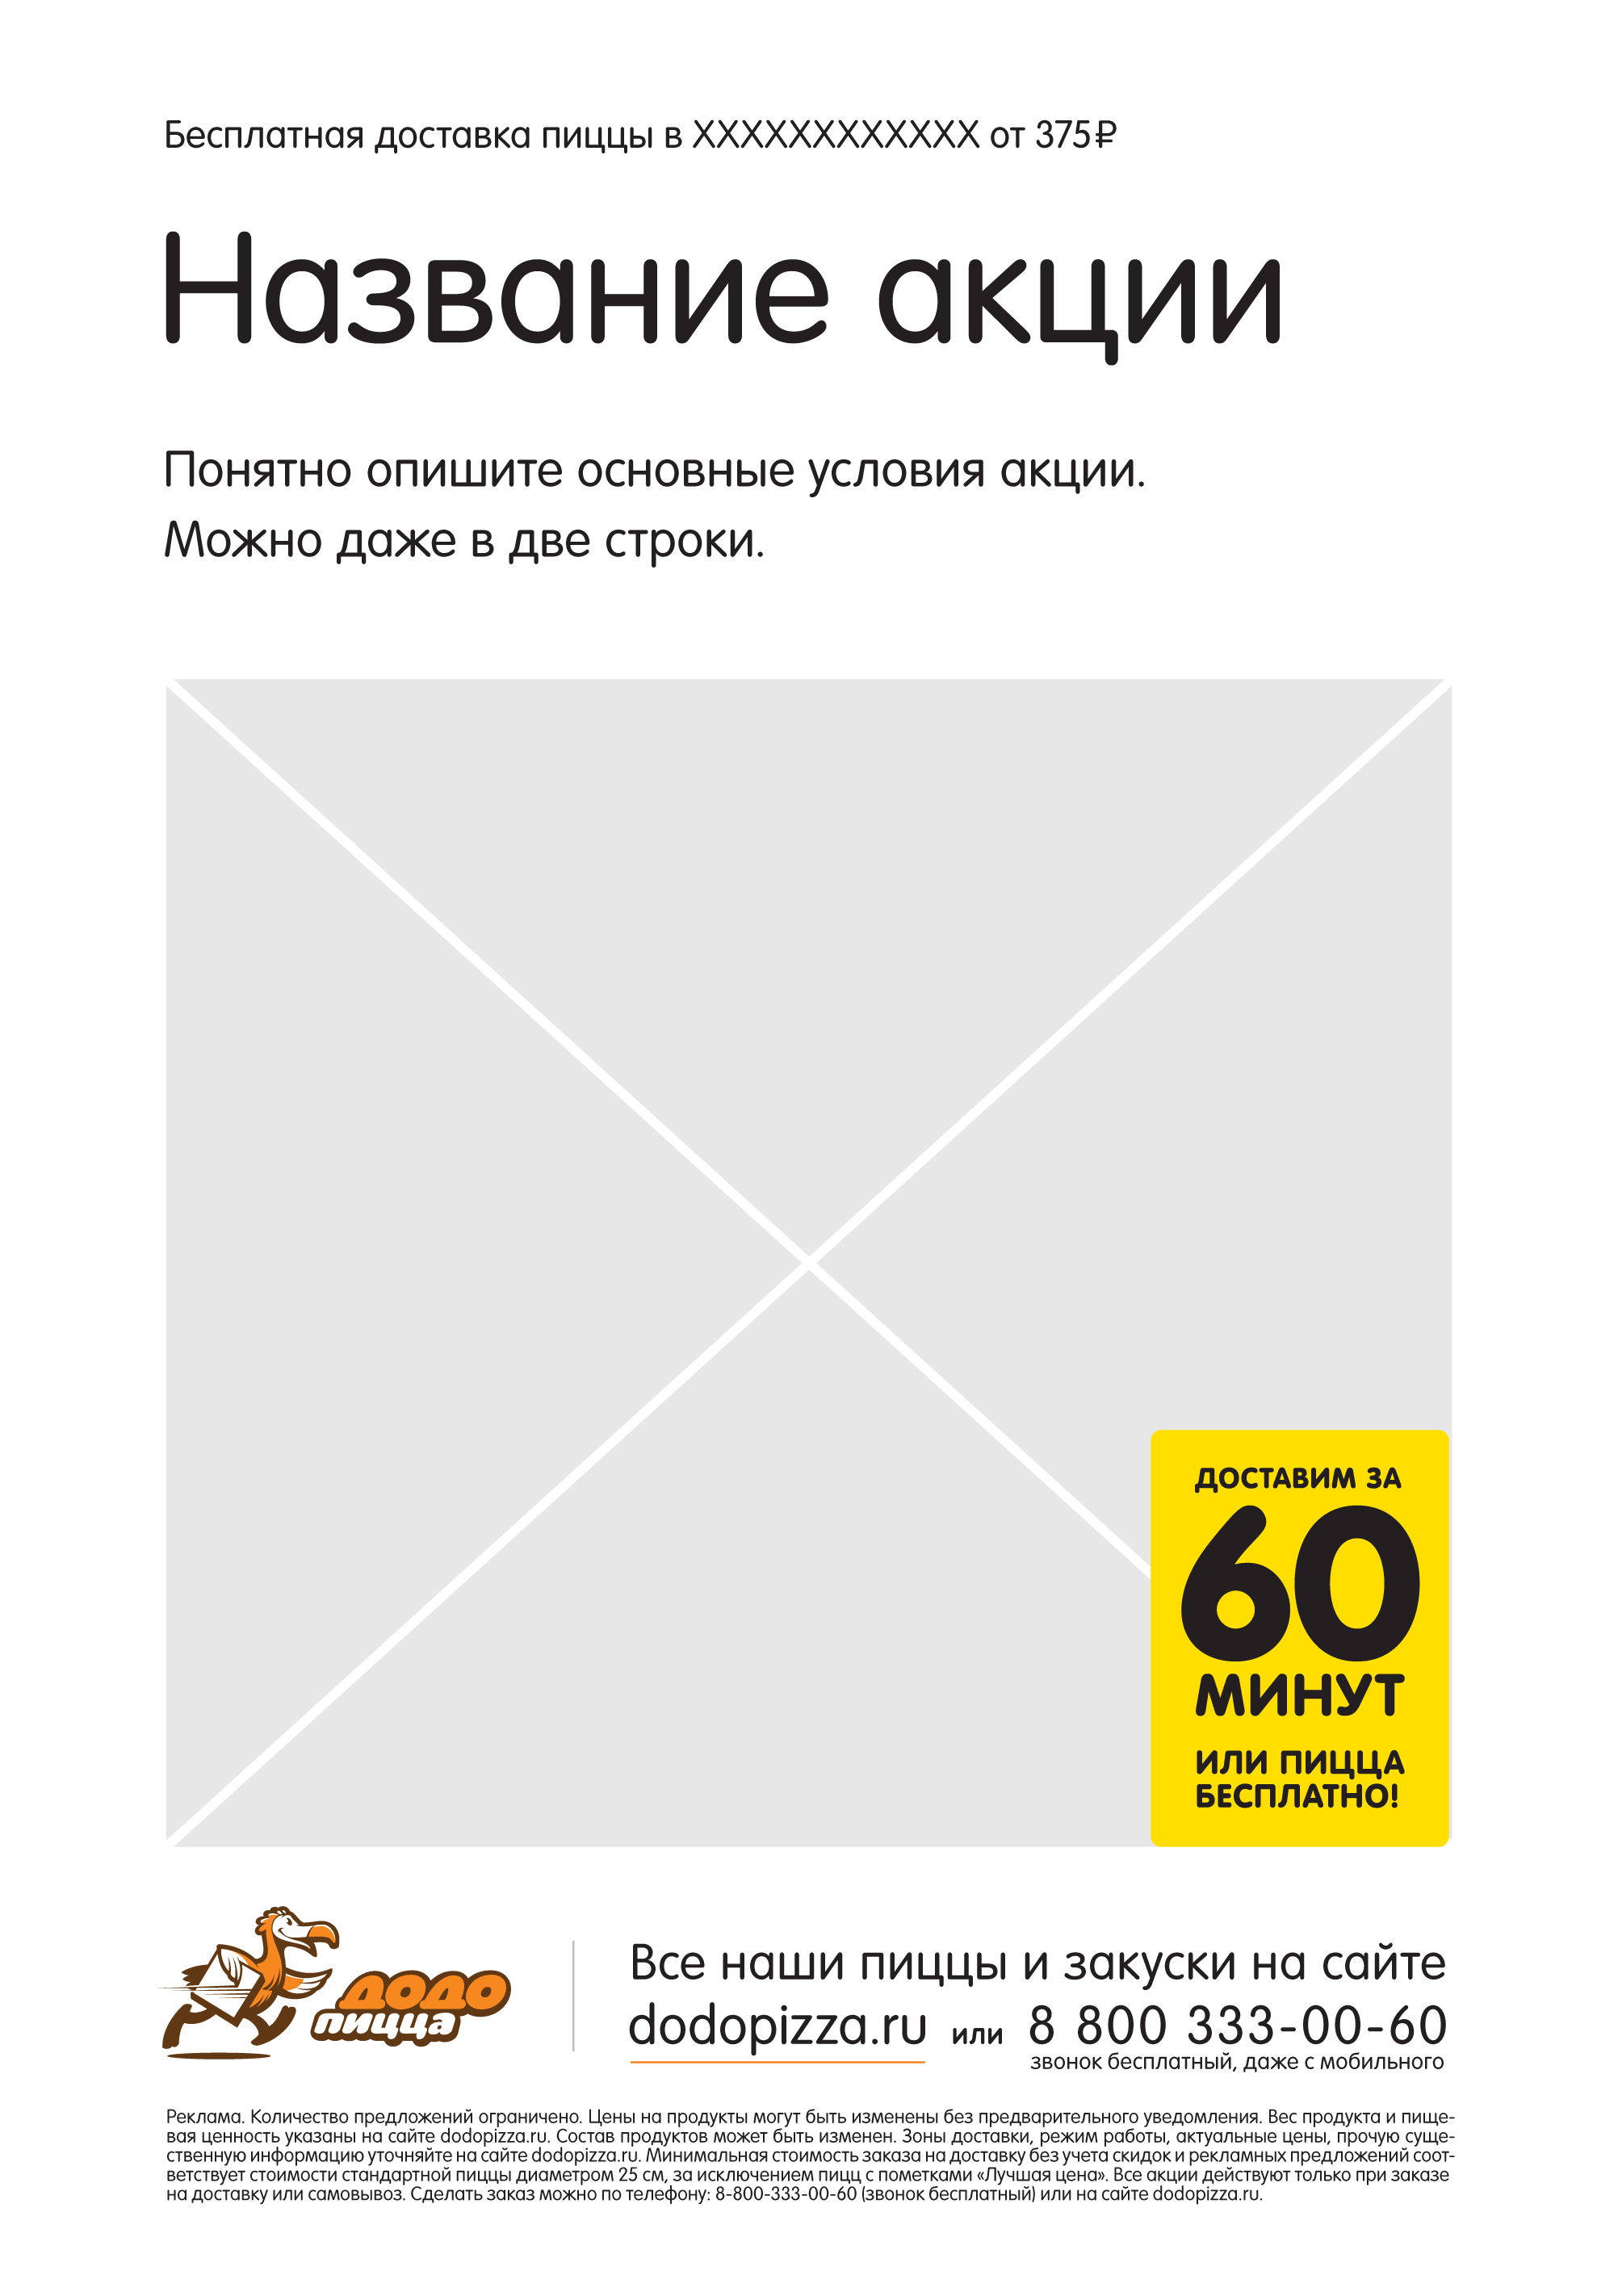 Бесплатная доставка пиццы в XXXXXXXXXXXX от 375₽
Название акции
Понятно опишите основные условия акции.
Можно даже в две строки.
ДОСТАВИМ ЗА
60
МИНУТ
ИЛИ ПИЦЦА
БЕСПЛАТНО!
ДОДО
пицца
Все наши пиццы и закуски на сайте
dodopizza.ru или 8 800 333-00-60
звонок бесплатный, даже с мобильного
Реклама. Количество предложений ограничено. Цены на продукты могут быть изменены без предварительного уведомления. Вес продукта и пище-
вая ценность указаны на сайте dodopizza.ru. Состав продуктов может быть изменен. Зоны доставки, режим работы, актуальные цены, прочую суще-
ственную информацию уточняйте на сайте dodopizza.ru. Минимальная стоимость заказа на доставку без учета скидок и рекламных предложений соот-
ветствует стоимости стандартной пиццы диаметром 25 см, за исключением пицц с пометками «Лучшая цена». Все акции действуют только при заказе
на доставку или самовывоз. Сделать заказ можно по телефону: 8-800-333-00-60 (звонок бесплатный) или на сайте dodopizza.ru.